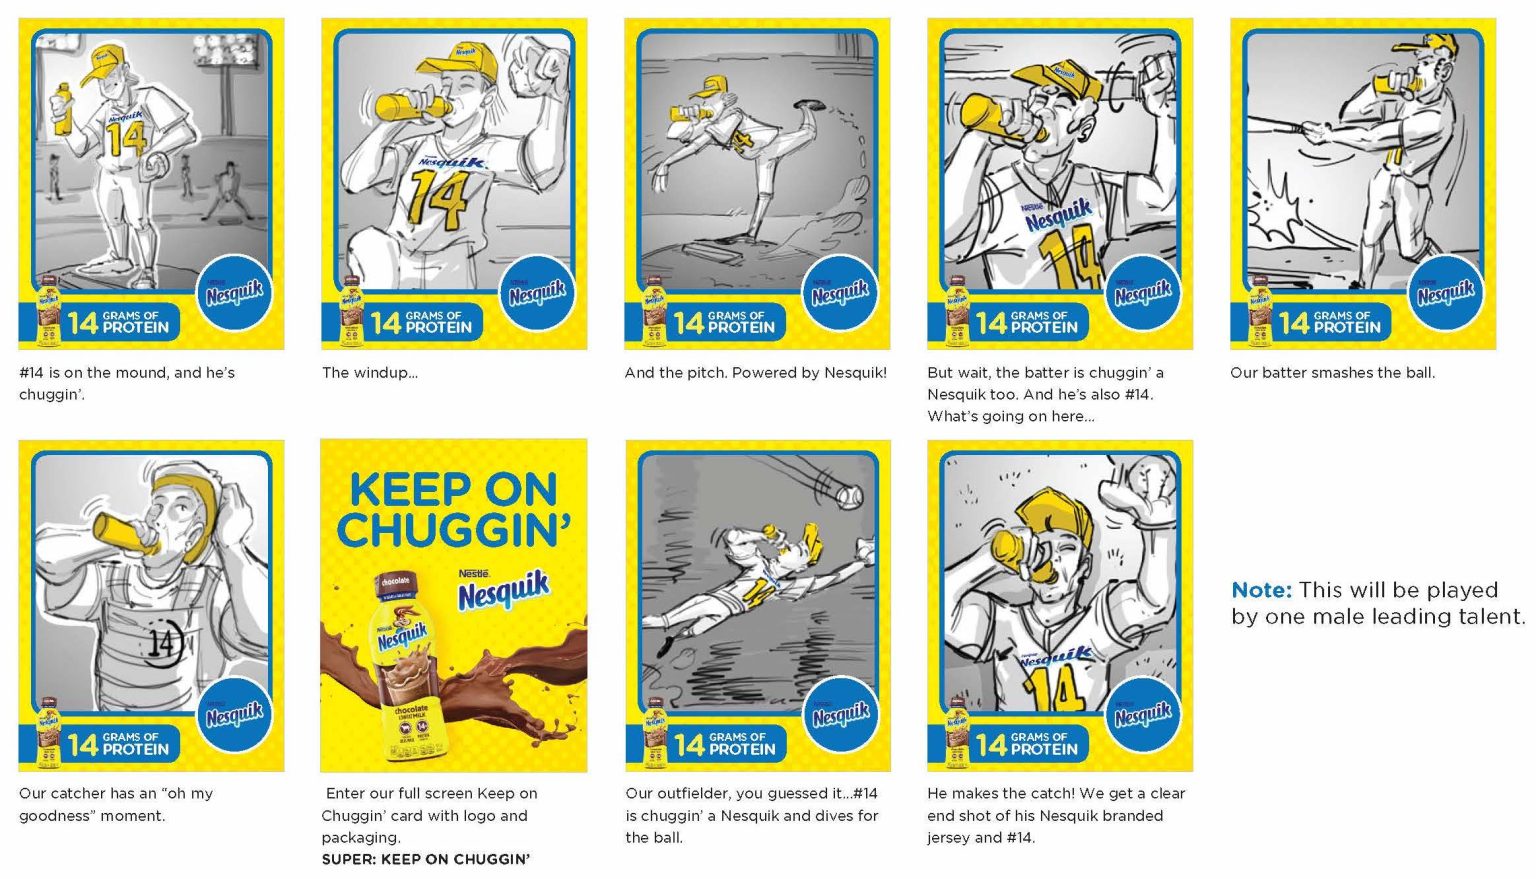 Nesquik
14
Nesquik
14 GRAMS OF
PROTEIN
#14 is on the mound, and he's
chuggin'.
Nesquik
Nesquik
14
Nesquik
14 GRAMS OF
PROTEIN
The windup...
14
Nesquik
14 GRAMS OF
PROTEIN
And the pitch. Powered by Nesquik!
Nesquik
Nesquik
14
Nesquik
14 GRAMS OF
PROTEIN
But wait, the batter is chuggin' a
Nesquik too. And he's also #14.
What's going on here...
Nesquik
14 GRAMS OF
PROTEIN
Our batter smashes the ball.
14
Nesquik
14 GRAMS OF
PROTEIN
Our catcher has an “oh my
goodness” moment.
KEEP ON
CHUGGIN'
Nestlé
Nesquik
chocolate
Nesquik
chocolate
LOWFAT MILK
Enter our full screen Keep on
Chuggin' card with logo and
packaging.
SUPER: KEEP ON CHUGGIN'
14
Nesquik
14 GRAMS OF
PROTEIN
Our outfielder, you guessed it...#14
is chuggin' a Nesquik and dives for
the ball.
Nesquik
14
Nesquik
14 GRAMS OF
PROTEIN
He makes the catch! We get a clear
end shot of his Nesquik branded
jersey and #14.
Note: This will be played
by one male leading talent.